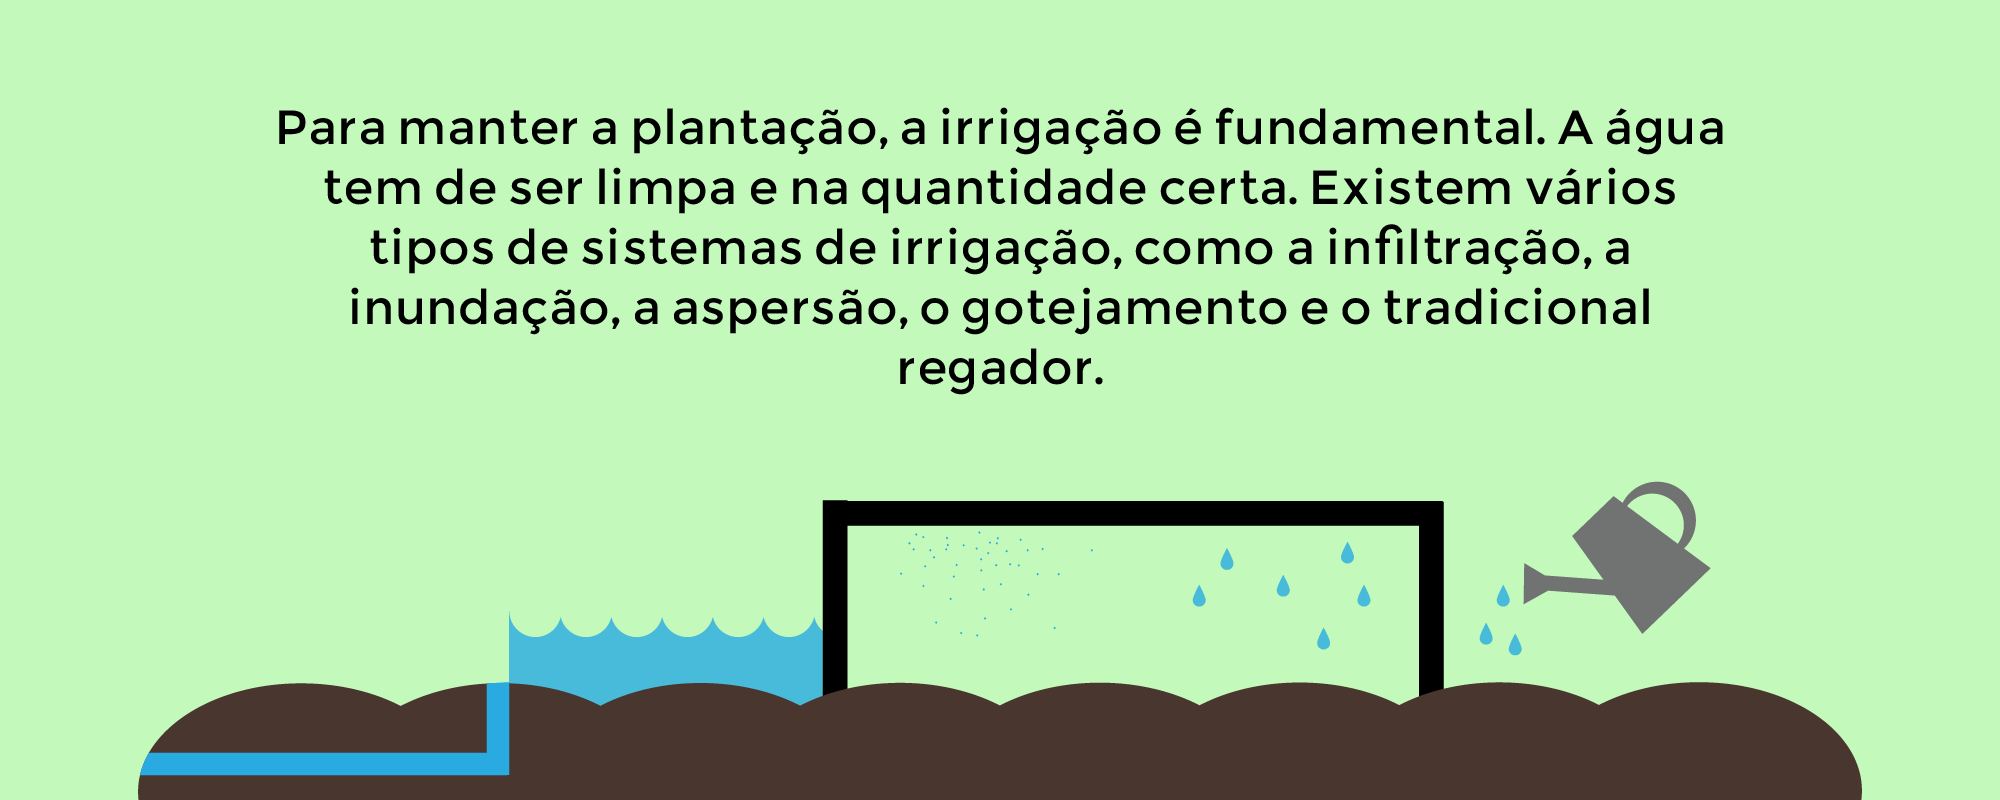 Para manter a plantação, a irrigação é fundamental. A água
tem de ser limpa e na quantidade certa. Existem vários
tipos de sistemas de irrigação, como a infiltração, a
inundação, a aspersão, o gotejamento e o tradicional
regador.